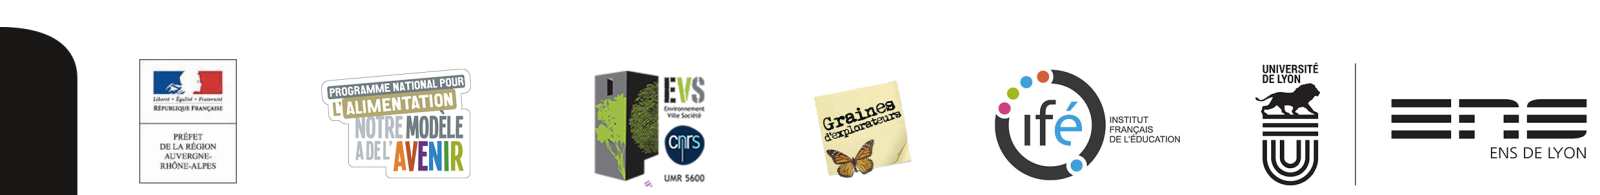 Liberté • Égalité • Fraternité
RÉPUBLIQUE FRANÇAISE
PRÉFET
DE LA RÉGION
AUVERGNE-
RHÔNE-ALPES
PROGRAMME NATIONAL POUR
L'ALIMENTATION
NOTRE MODÈLE
A DE L'AVENIR
EVS
Environnement
Ville Société
cnrs
UMR 5600
Graines
d'explorateurs
ifé
INSTITUT
FRANÇAIS
DE L'ÉDUCATION
UNIVERSITÉ
DE LYON
ENS
ENS DE LYON